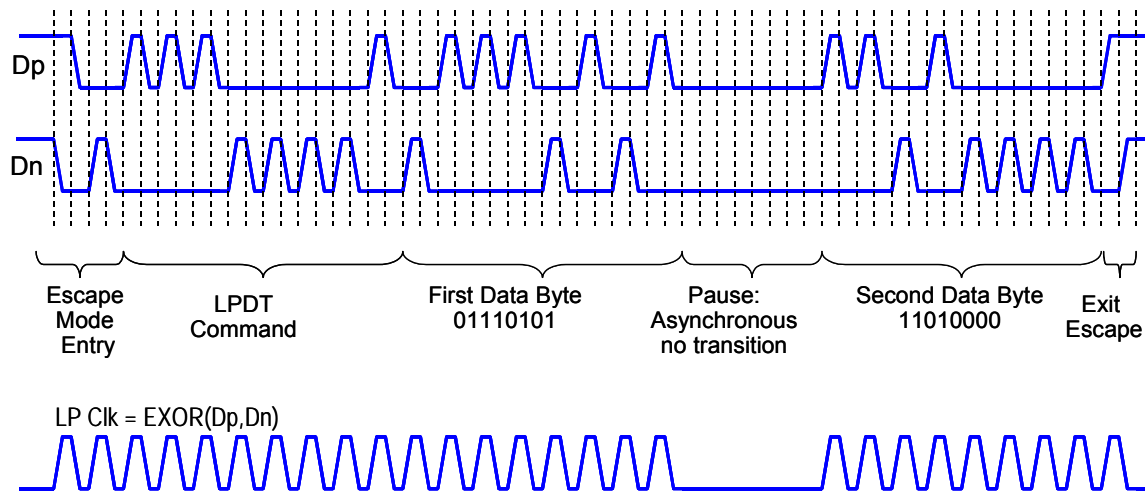 Dp
Dn
Escape
Mode
Entry
LPDT
Command
First Data Byte
01110101
Pause:
Asynchronous
no transition
Second Data Byte
11010000
Exit
Escape
LP Clk = EXOR(Dp,Dn)